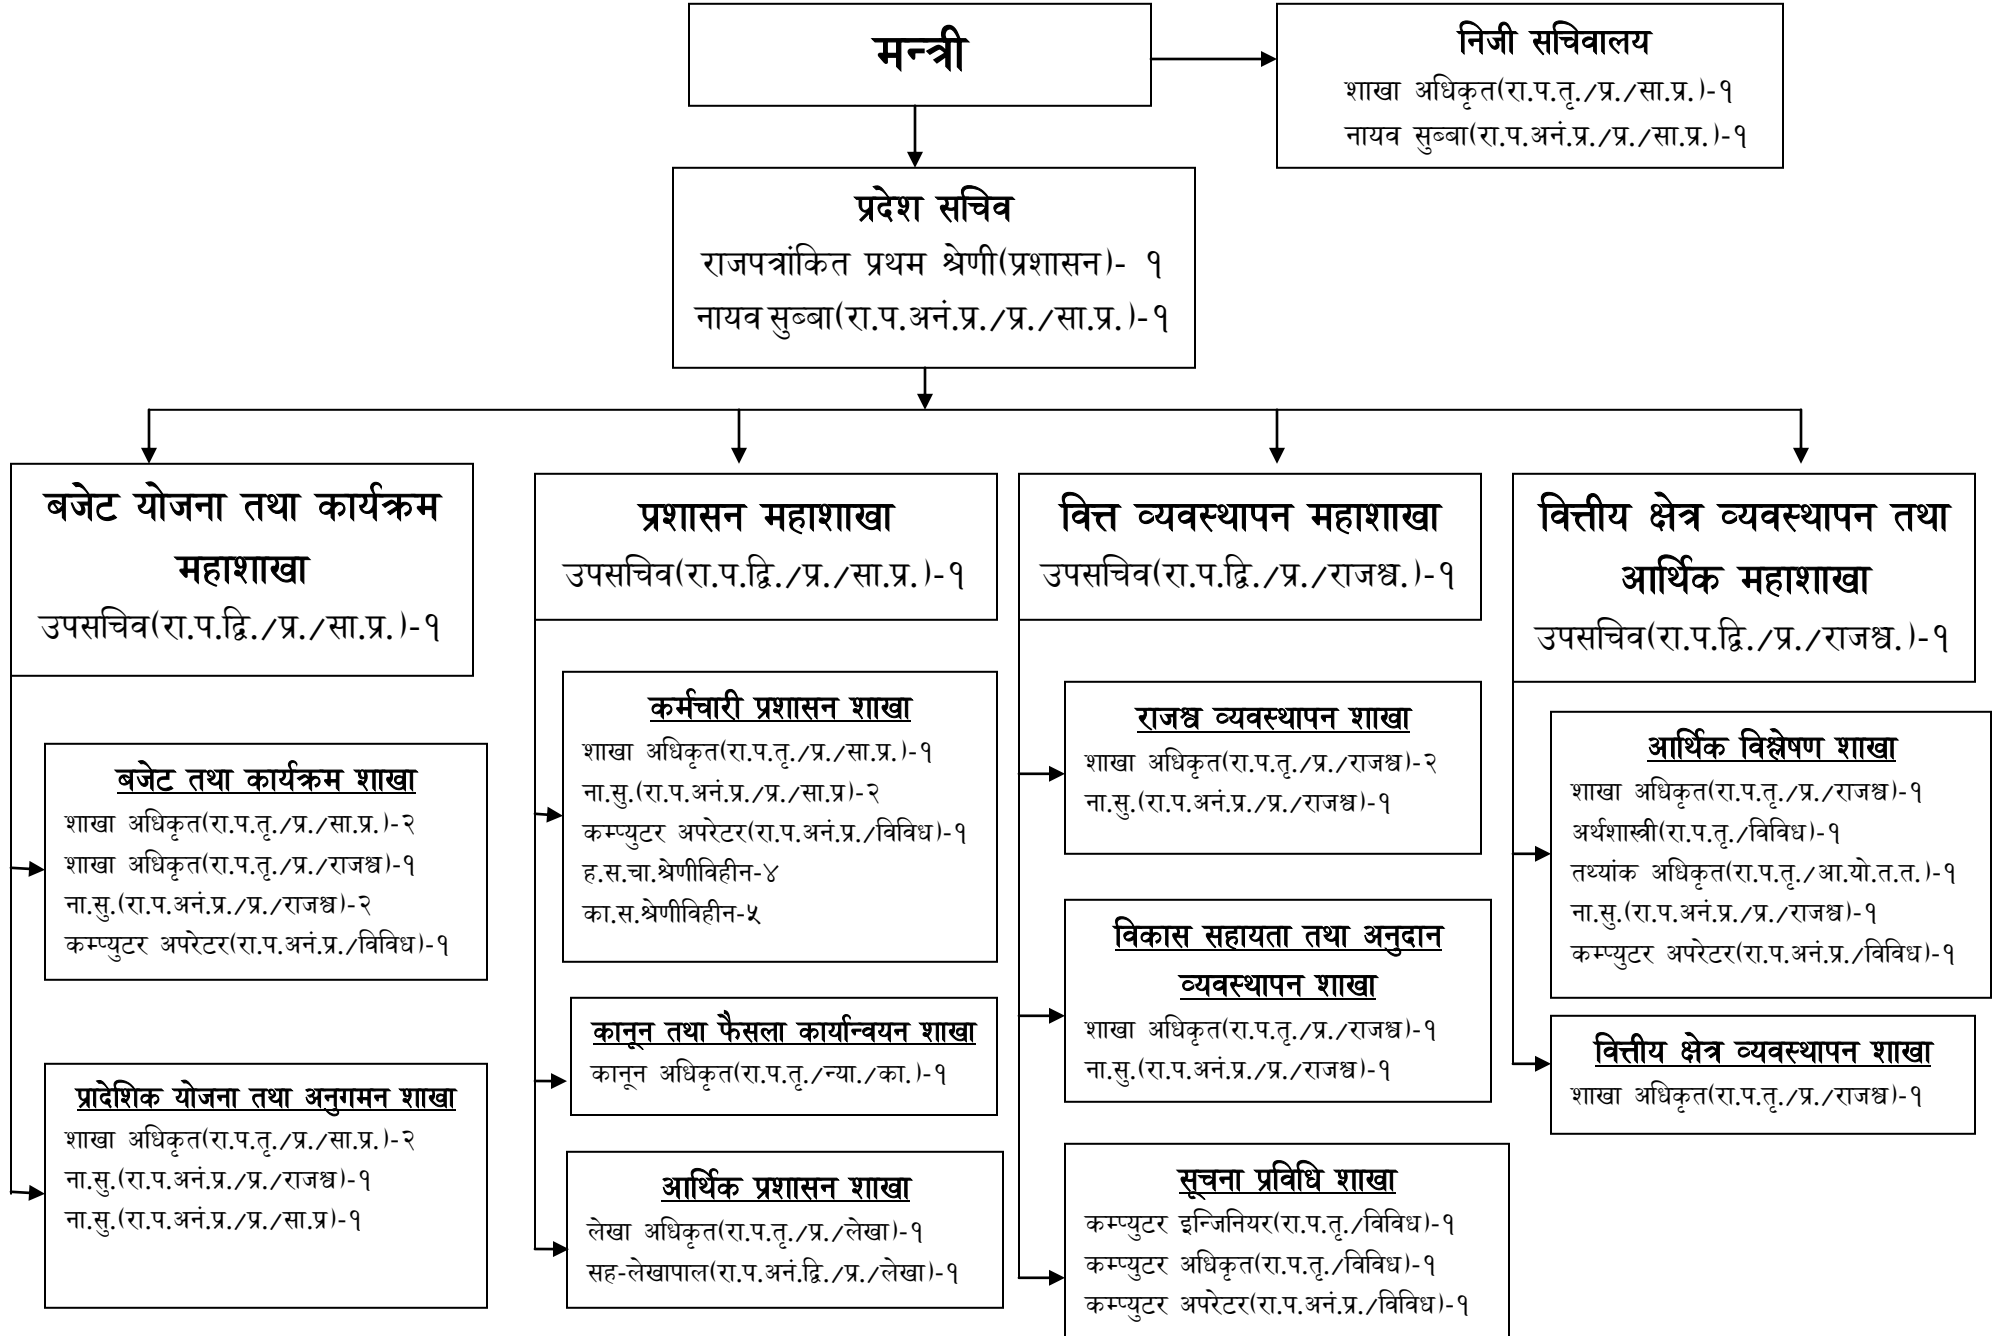 मन्त्री
निजी सचिवालय
शाखा अधिकृत(रा.प.तृ./प्र./सा.प्र.)-१
नायव सुब्बा(रा.प.अनं.प्र./प्र./सा.प्र.)-१
प्रदेश सचिव
राजपत्रांकित प्रथम श्रेणी(प्रशासन)- १
नायव सुब्बा(रा.प.अनं.प्र./प्र./सा.प्र.)-१
बजेट योजना तथा कार्यक्रम
महाशाखा
उपसचिव(रा.प.द्वि./प्र./सा.प्र.)-१
बजेट तथा कार्यक्रम शाखा
शाखा अधिकृत(रा.प.तृ./प्र./सा.प्र.)-२
शाखा अधिकृत(रा.प.तृ./प्र./राजश्व)-१
ना.सु.(रा.प.अनं.प्र./प्र./राजश्व)-२
कम्प्युटर अपरेटर(रा.प.अनं.प्र./विविध)-१
प्रादेशिक योजना तथा अनुगमन शाखा
शाखा अधिकृत(रा.प.तृ./प्र./सा.प्र.)-२
ना.सु.(रा.प.अनं.प्र./प्र./राजश्व)-१
ना.सु.(रा.प.अनं.प्र./प्र./सा.प्र)-१
प्रशासन महाशाखा
उपसचिव(रा.प.द्वि./प्र./सा.प्र.)-१
कर्मचारी प्रशासन शाखा
शाखा अधिकृत(रा.प.तृ./प्र./सा.प्र.)-१
ना.सु.(रा.प.अनं.प्र./प्र./सा.प्र)-२
कम्प्युटर अपरेटर(रा.प.अनं.प्र./विविध)-१
ह.स.चा.श्रेणीविहीन-४
का.स.श्रेणीविहीन-५
कानून तथा फैसला कार्यान्वयन शाखा
कानून अधिकृत(रा.प.तृ./न्या./का.)-१
आर्थिक प्रशासन शाखा
लेखा अधिकृत(रा.प.तृ./प्र./लेखा)-१
सह-लेखापाल(रा.प.अनं.द्वि./प्र./लेखा)-१
वित्त व्यवस्थापन महाशाखा
उपसचिव(रा.प.द्वि./प्र./राजश्व.)-१
राजश्व व्यवस्थापन शाखा
शाखा अधिकृत(रा.प.तृ./प्र./राजश्व)-२
ना.सु.(रा.प.अनं.प्र./प्र./राजश्व)-१
विकास सहायता तथा अनुदान
व्यवस्थापन शाखा
शाखा अधिकृत(रा.प.तृ./प्र./राजश्व)-१
ना.सु.(रा.प.अनं.प्र./प्र./राजश्व)-१
सूचना प्रविधि शाखा
कम्प्युटर इन्जिनियर(रा.प.तृ./विविध)-१
कम्प्युटर अधिकृत(रा.प.तृ./विविध)-१
कम्प्युटर अपरेटर(रा.प.अनं.प्र./विविध)-१
वित्तीय क्षेत्र व्यवस्थापन तथा
आर्थिक महाशाखा
उपसचिव(रा.प.द्वि./प्र./राजश्व.)-१
आर्थिक विश्लेषण शाखा
शाखा अधिकृत(रा.प.तृ./प्र./राजश्व)-१
अर्थशास्त्री(रा.प.तृ./विविध)-१
तथ्यांक अधिकृत(रा.प.तृ./आ.यो.त.त.)-१
ना.सु.(रा.प.अनं.प्र./प्र./राजश्व)-१
कम्प्युटर अपरेटर(रा.प.अनं.प्र./विविध)-१
वित्तीय क्षेत्र व्यवस्थापन शाखा
शाखा अधिकृत(रा.प.तृ./प्र./राजश्व)-१